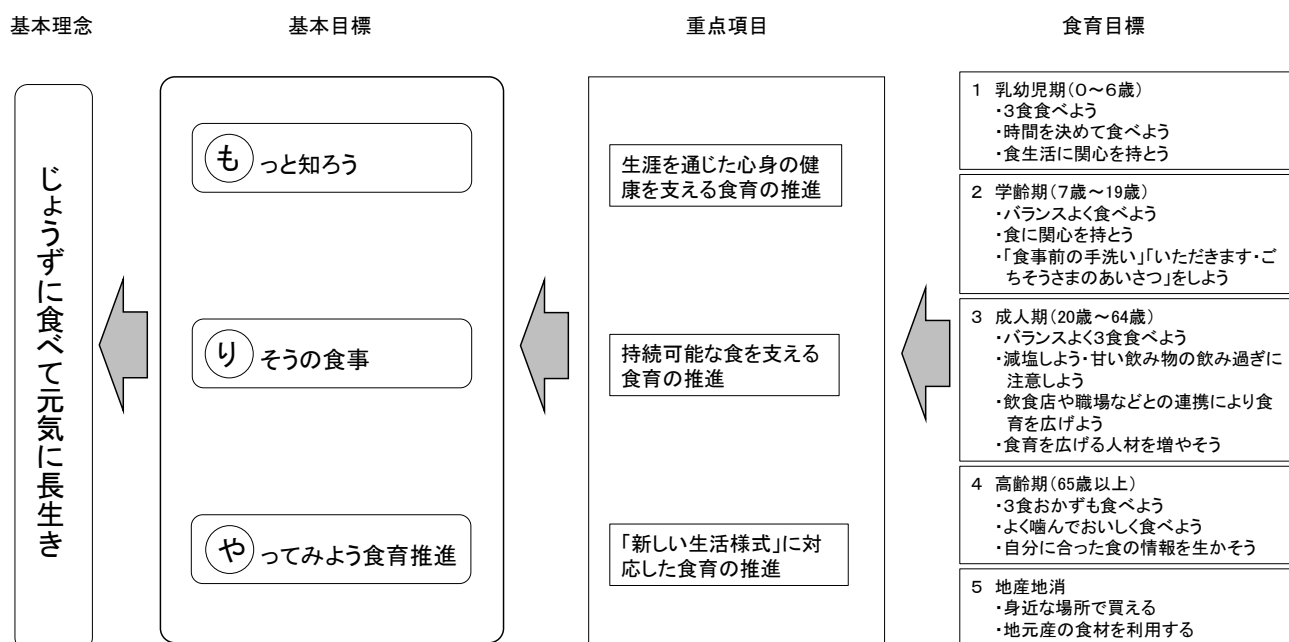 基本理念
基本目標
重点項目
食育目標
じょうずに食べて元気に長生き
もっと知ろう
りそうの食事
やってみよう食育推進
生涯を通じた心身の健
康を支える食育の推進
持続可能な食を支える
食育の推進
「新しい生活様式」に対
応した食育の推進
1 乳幼児期(0～6歳)
・3食食べよう
・時間を決めて食べよう
・食生活に関心を持とう
2 学齢期(7歳～19歳)
・バランスよく食べよう
・食に関心を持とう
・「食事前の手洗い」「いただきます・ご
ちそうさまのあいさつ」をしよう
3 成人期(20歳～64歳)
・バランスよく3食食べよう
・減塩しよう・甘い飲み物の飲み過ぎに
注意しよう
・飲食店や職場などとの連携により食
育を広げよう
・食育を広げる人材を増やそう
4 高齢期(65歳以上)
・3食おかずも食べよう
・よく噛んでおいしく食べよう
・自分に合った食の情報を生かそう
5 地産地消
・身近な場所で買える
・地元産の食材を利用する